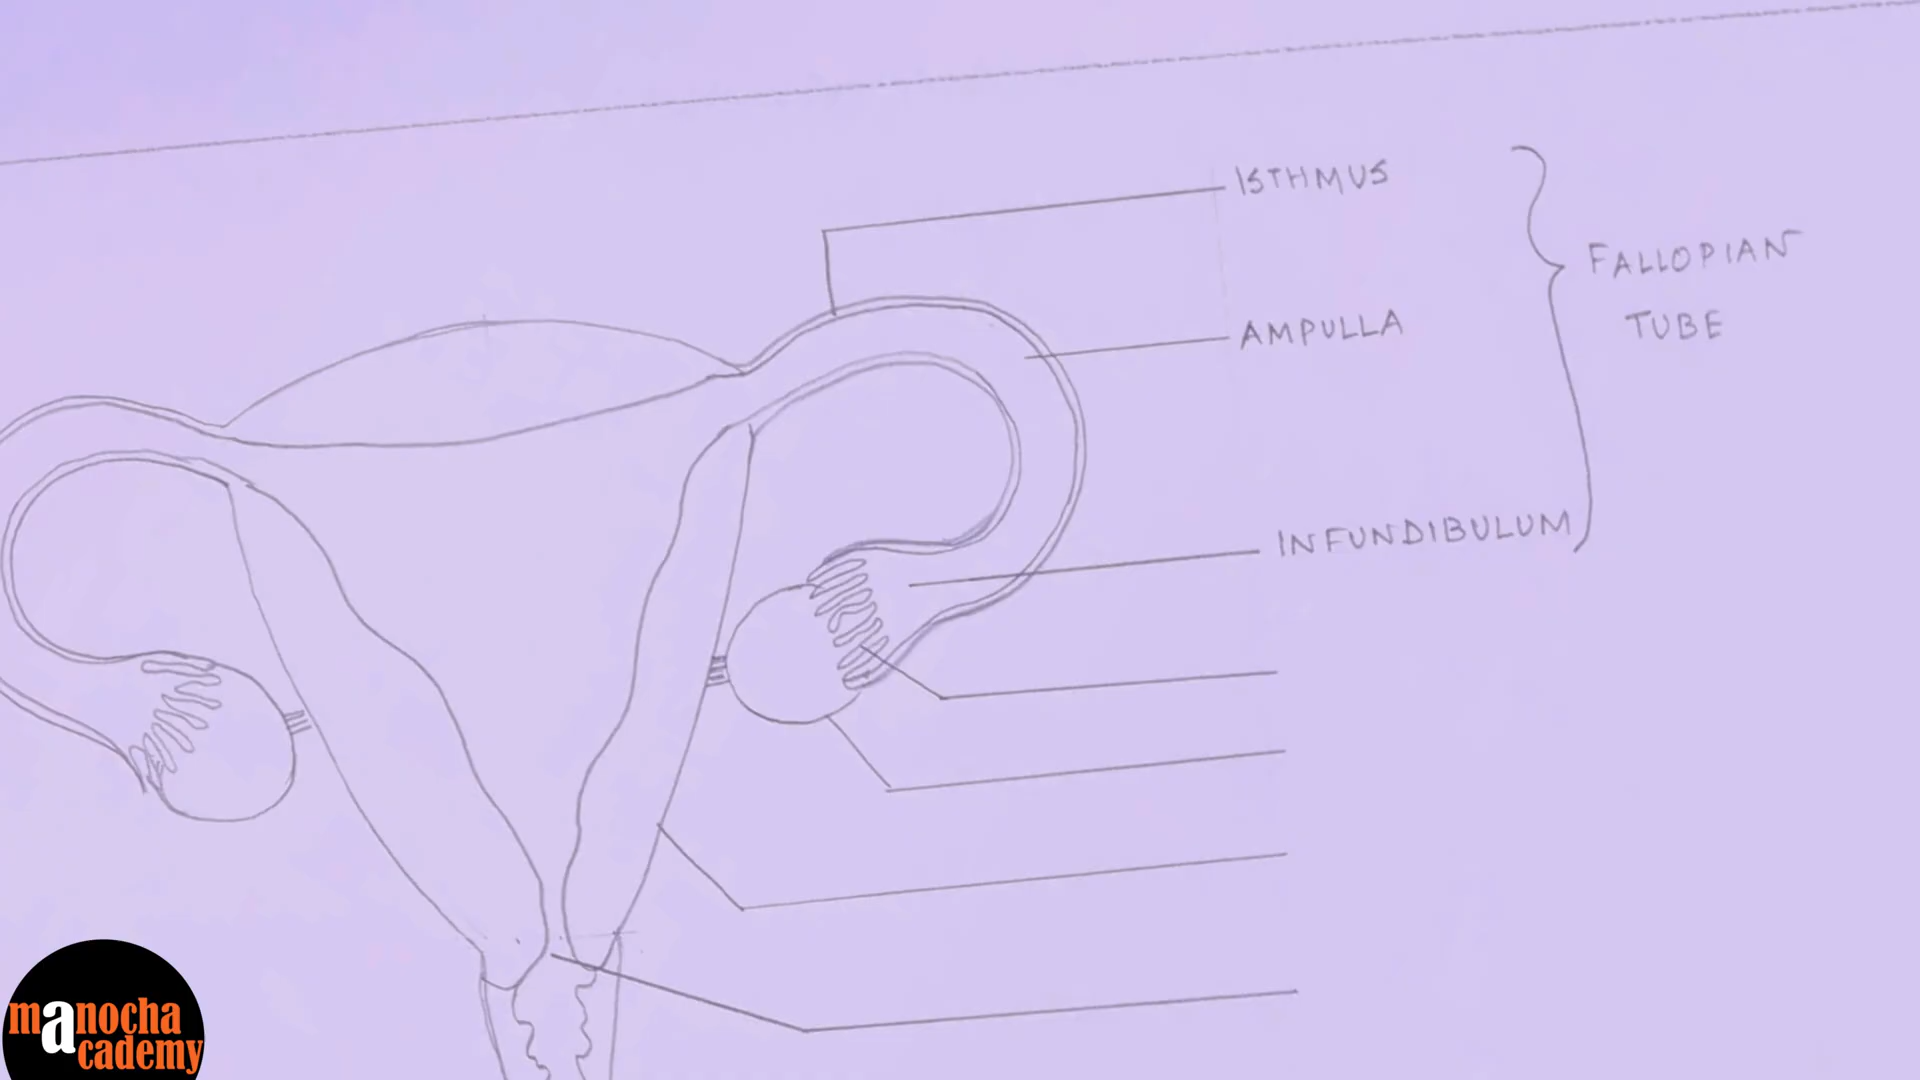 ISTHMUS
AMPULLA
INFUNDIBULUM
FALLOPIAN
TUBE
manocha
academy